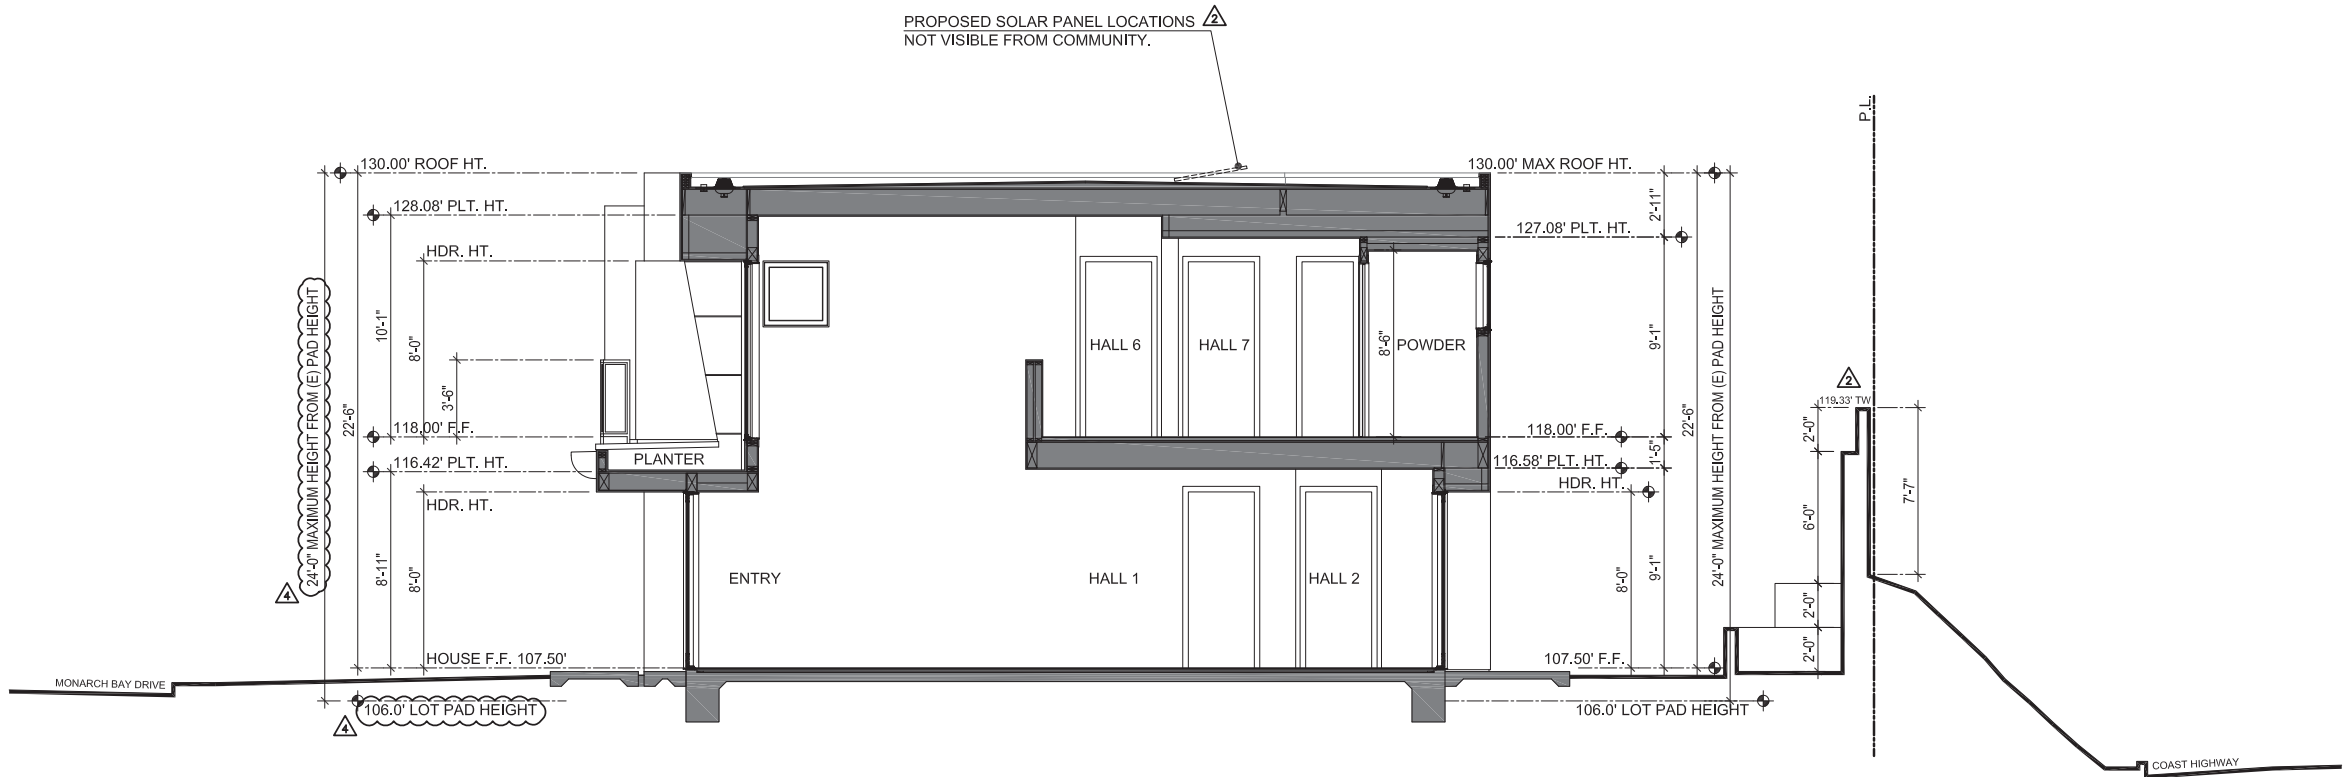 PROPOSED SOLAR PANEL LOCATIONS 2
NOT VISIBLE FROM COMMUNITY.
P.L.
130.00' ROOF HT.
130.00' MAX ROOF HT.
128.08' PLT. HT.
2'-11"
127.08' PLT. HT.
HDR. HT.
24'-0" MAXIMUM HEIGHT FROM (E) PAD HEIGHT
22'-6"
10'-1"
8'-0"
3'-6"
HALL 6
HALL 7
8'-6"
POWDER
9'-1"
22'-6"
24'-0" MAXIMUM HEIGHT FROM (E) PAD HEIGHT
2
119.33' TW
2'-0"
118.00' F.F.
118.00' F.F.
1'-5"
PLANTER
116.42' PLT. HT.
116.58' PLT. HT.
HDR. HT.
HDR. HT.
6'-0"
7'-7"
8'-11"
8'-0"
ENTRY
HALL 1
HALL 2
8'-0"
9'-1"
4
2'-0"
2'-0"
HOUSE F.F. 107.50'
107.50' F.F.
MONARCH BAY DRIVE
106.0' LOT PAD HEIGHT
4
106.0' LOT PAD HEIGHT
COAST HIGHWAY